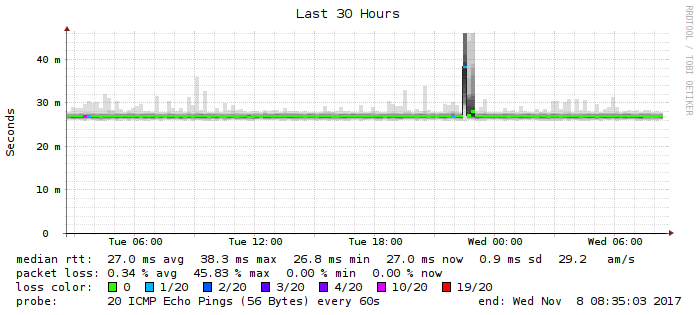 Last 30 Hours
RRDTOOL / TOBI OETIKER
Seconds
40 m
30 m
20 m
10 m
0
Tue 06:00 Tue 12:00 Tue 18:00 Wed 00:00 Wed 06:00
median rtt: 27.0 ms avg 38.3 ms max 26.8 ms min 27.0 ms now 0.9 ms sd 29.2 am/s
packet loss: 0.34 % avg 45.83 % max 0.00 % min 0.00 % now
loss color: 0 1/20 2/20 3/20 4/20 10/20 19/20
probe: 20 ICMP Echo Pings (56 Bytes) every 60s end: Wed Nov 8 08:35:03 2017